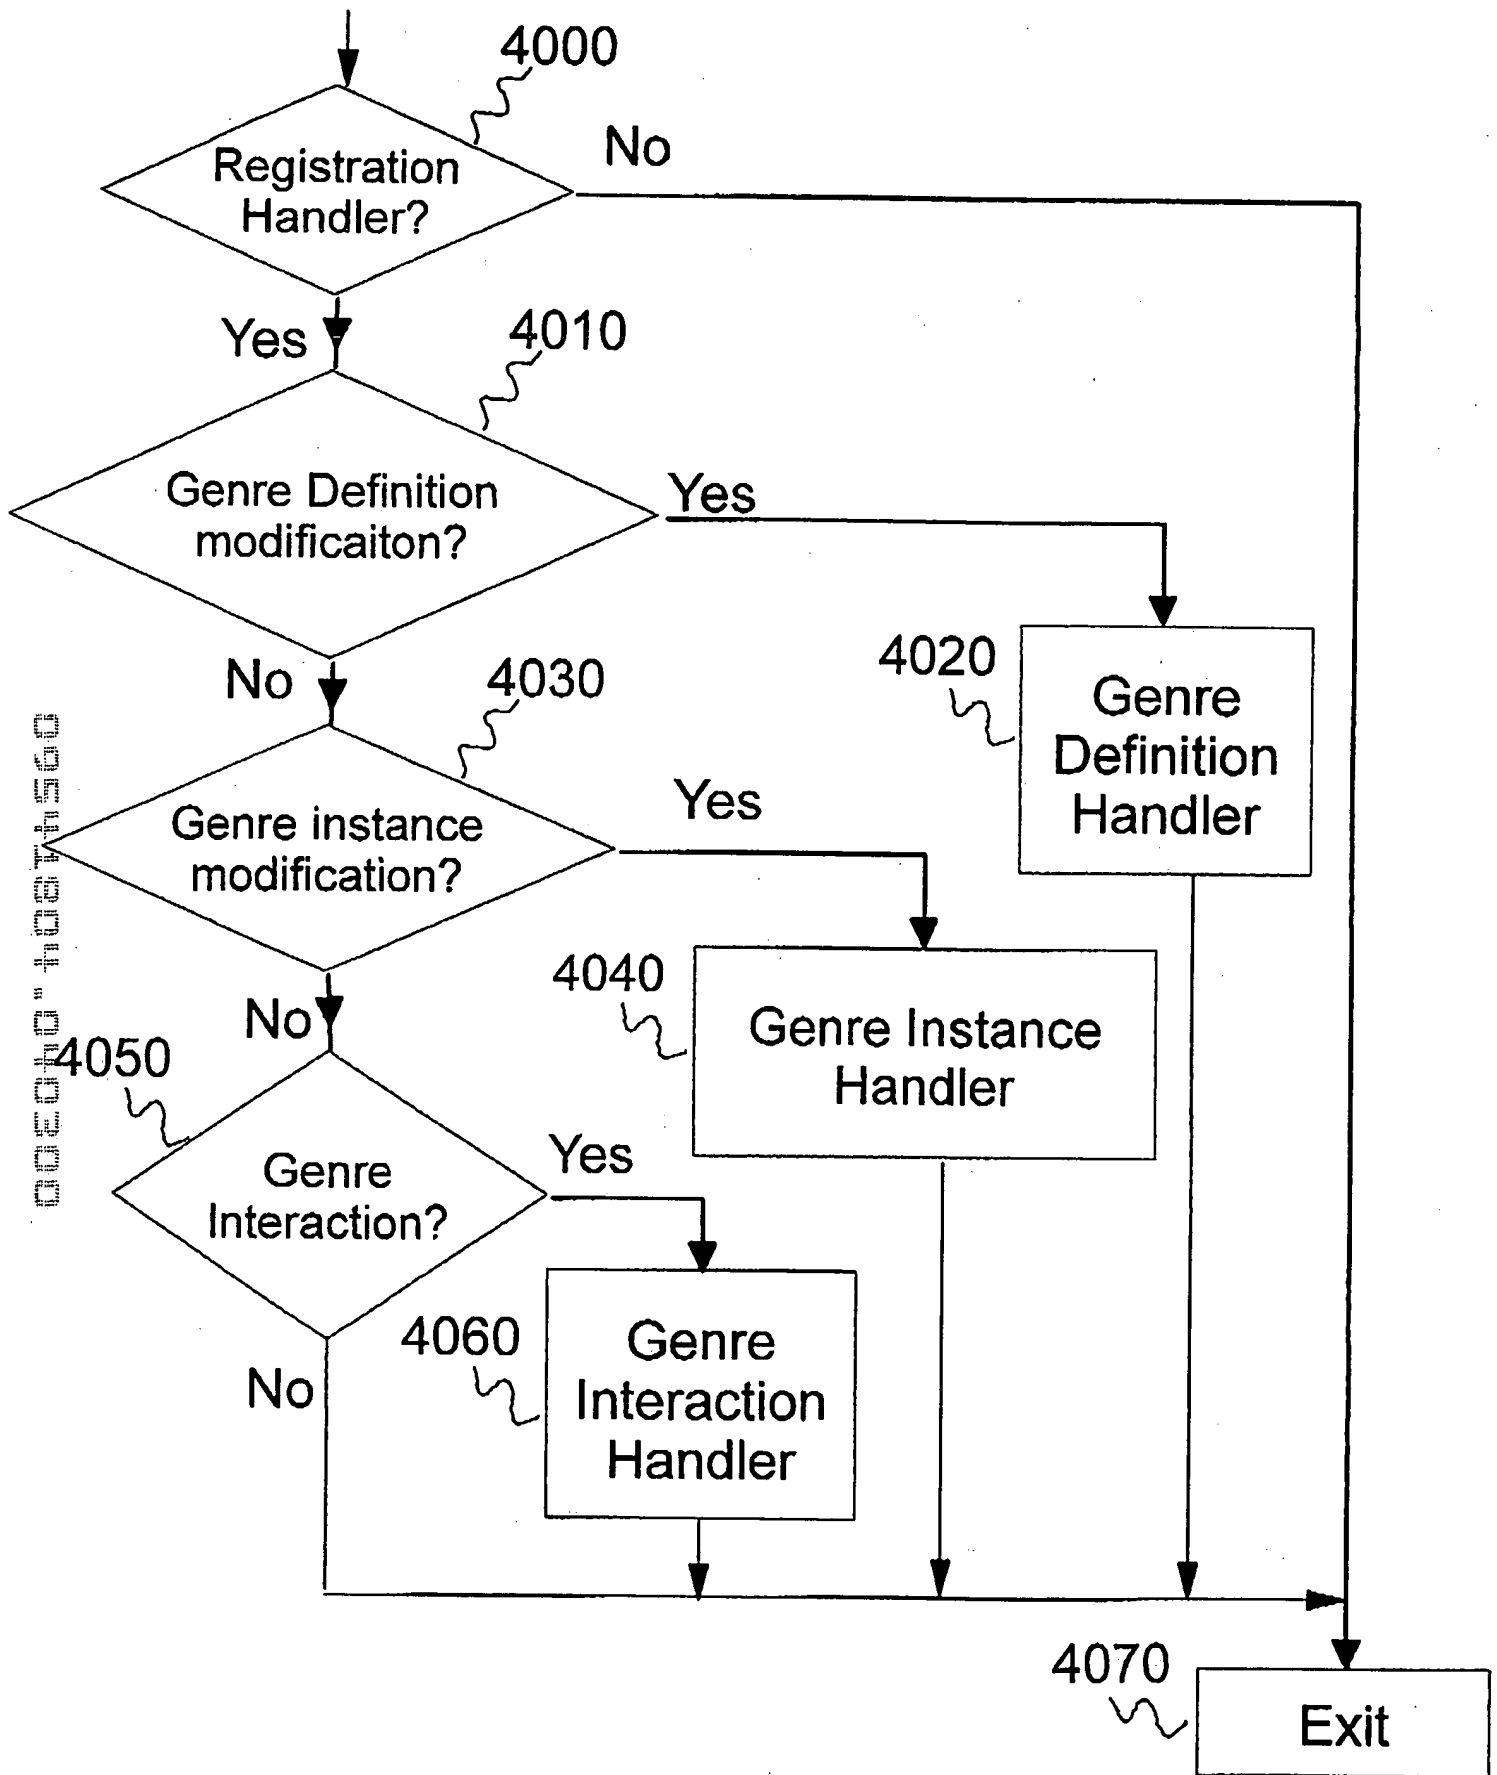 4000
No
Registration
Handler?
Yes
4010
Genre Definition
modificaiton?
Yes
No
4030
4020
Genre
Definition
Handler
Genre instance
modification?
Yes
No
4040
Genre Instance
Handler
4050
Genre
Interaction?
Yes
4060
Genre
Interaction
Handler
No
4070
Exit